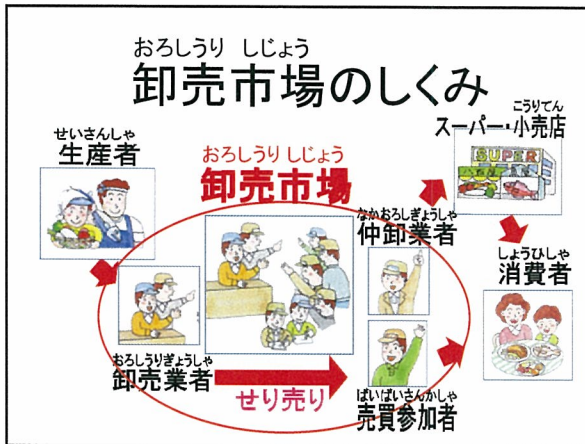 おろしうり しじょう
卸売市場のしくみ
せいさんしゃ
生産者
おろしうり しじょう
卸売市場
こうりてん
スーパー・小売店
SUPER
なかおろしぎょうしゃ
仲卸業者
しょうひしゃ
消費者
おろしうりぎょうしゃ
卸売業者
せり売り
ばいばいさんかしゃ
売買参加者